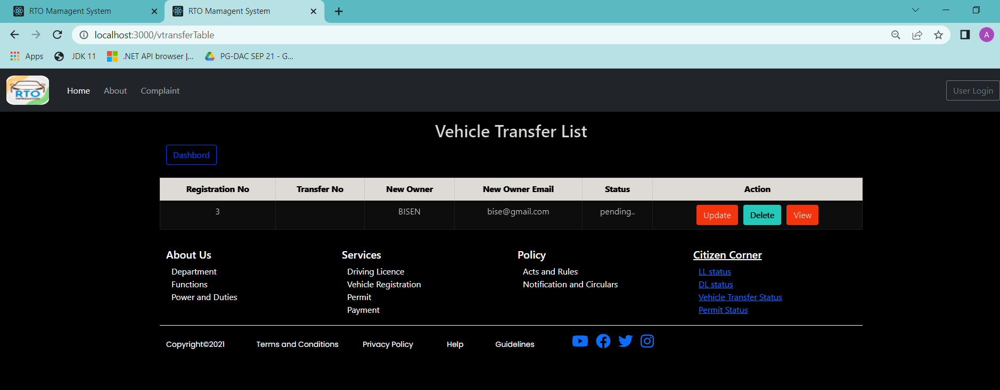 RTO Mamagent System
RTO Mamagent System
localhost:3000/vtransferTable
A
Apps JDK 11 .NET API browser |... PG-DAC SEP 21 - G...
RTO
INFROMATION
Home About Complaint User Login
Vehicle Transfer List
Dashbord
Registration No Transfer No New Owner New Owner Email Status Action
3 BISEN bise@gmail.com pending.. Update Delete View
About Us Services Policy Citizen Corner
Department Driving Licence Acts and Rules LL status
Functions Vehicle Registration Notification and Circulars DL status
Power and Duties Permit Vehicle Transfer Status
Payment Permit Status
Copyright©2021 Terms and Conditions Privacy Policy Help Guidelines